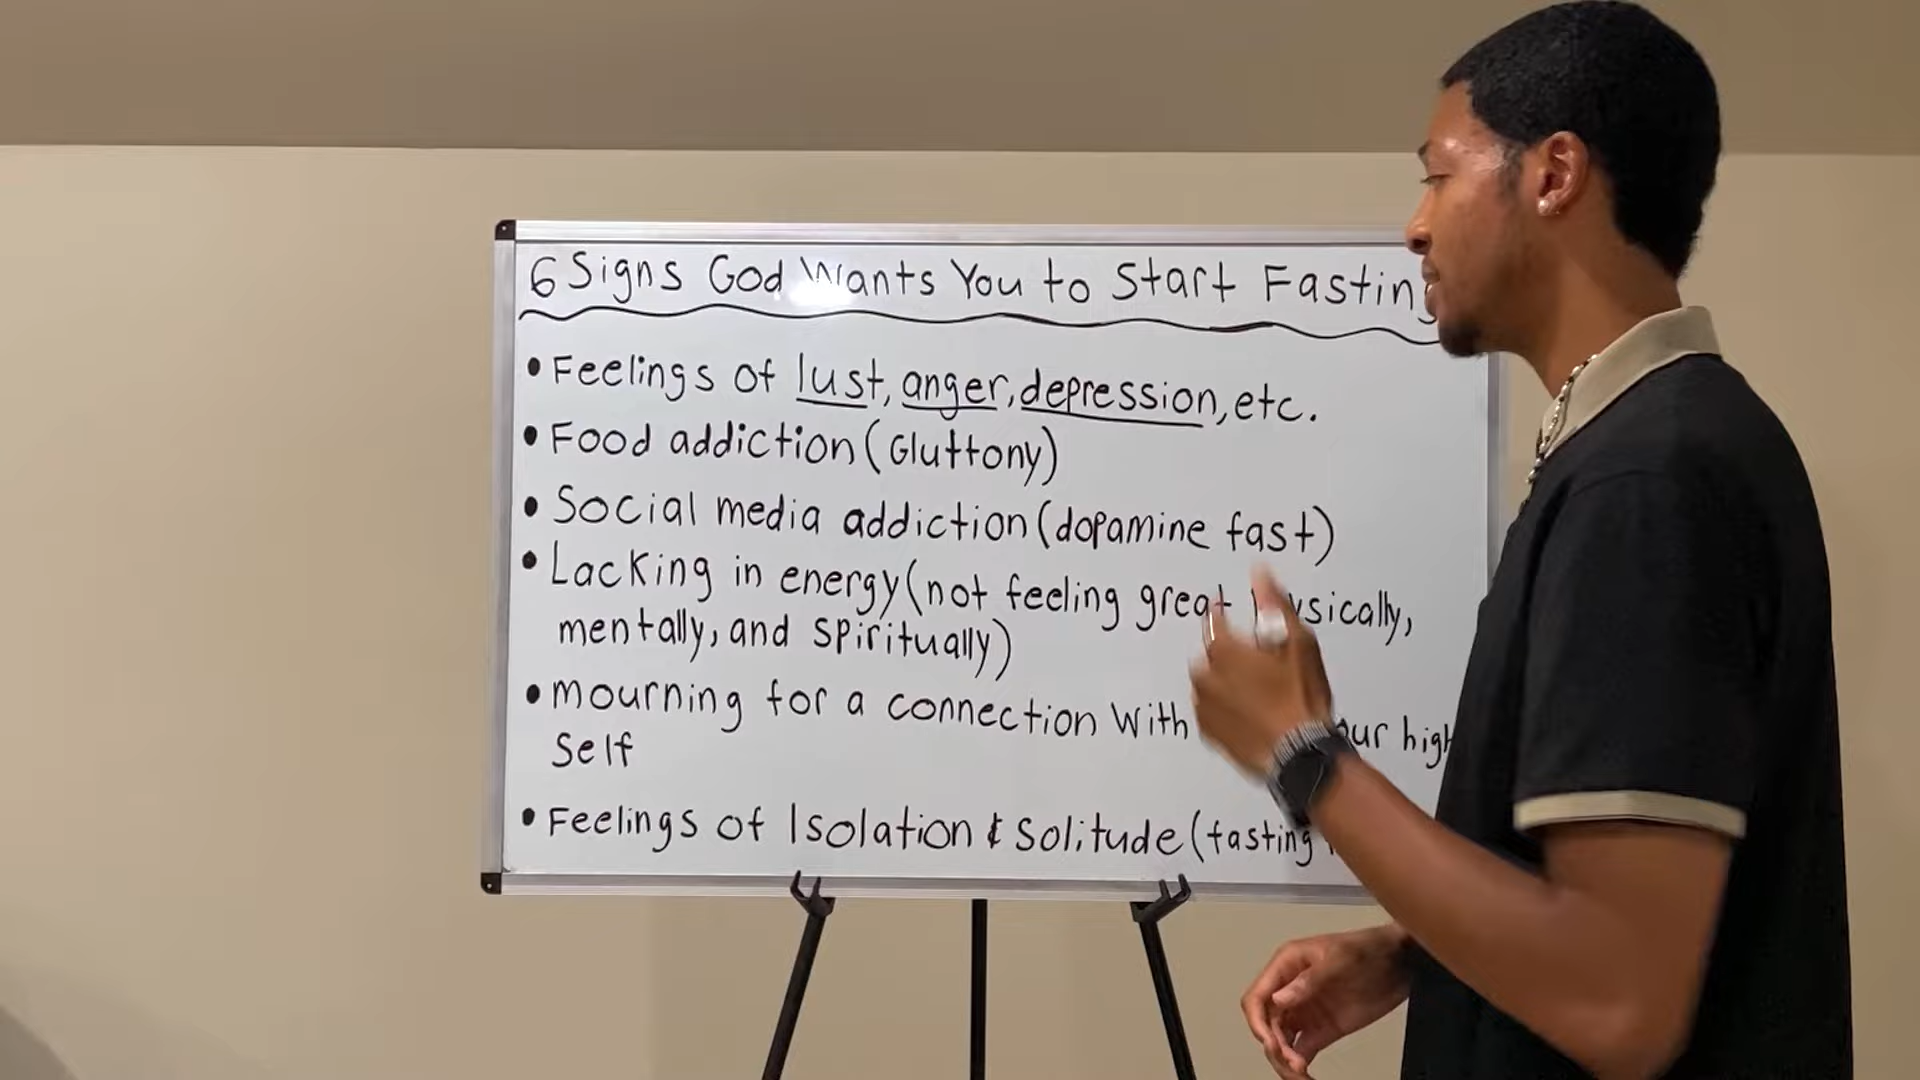 6 Signs God Wants You to Start Fasting
• Feelings of lust, anger, depression, etc.
• Food addiction (Gluttony)
• Social media addiction (dopamine fast)
• Lacking in energy (not feeling great physically,
mentally, and spiritually)
• mourning for a connection With
Self
• Feelings of Isolation & Solitude (fasting